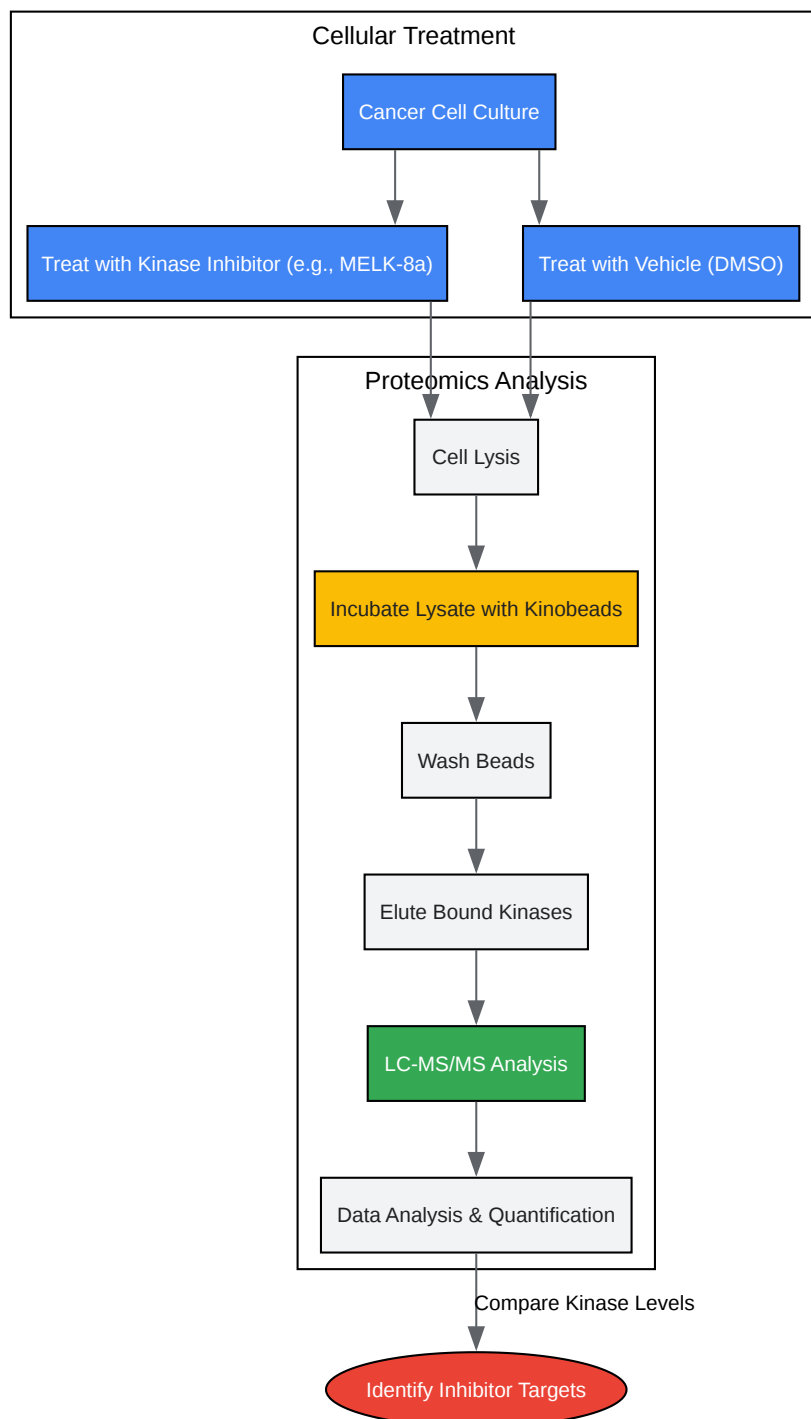 Cellular Treatment
Cancer Cell Culture
Treat with Kinase Inhibitor (e.g., MELK-8a)
Treat with Vehicle (DMSO)
Proteomics Analysis
Cell Lysis
Incubate Lysate with Kinobeads
Wash Beads
Elute Bound Kinases
LC-MS/MS Analysis
Data Analysis & Quantification
Compare Kinase Levels
Identify Inhibitor Targets